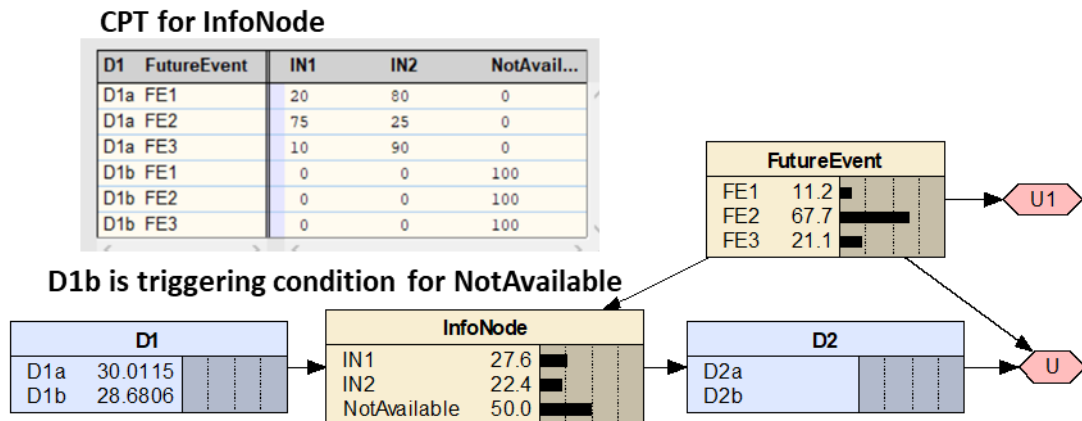 CPT for InfoNode
D1 FutureEvent IN1 IN2 NotAvail...
D1a FE1 20 80 0
D1a FE2 75 25 0
D1a FE3 10 90 0
D1b FE1 0 0 100
D1b FE2 0 0 100
D1b FE3 0 0 100
FutureEvent
FE1 11.2
FE2 67.7
FE3 21.1
U1
D1b is triggering condition for NotAvailable
D1
D1a 30.0115
D1b 28.6806
InfoNode
IN1 27.6
IN2 22.4
NotAvailable 50.0
D2
D2a
D2b
U